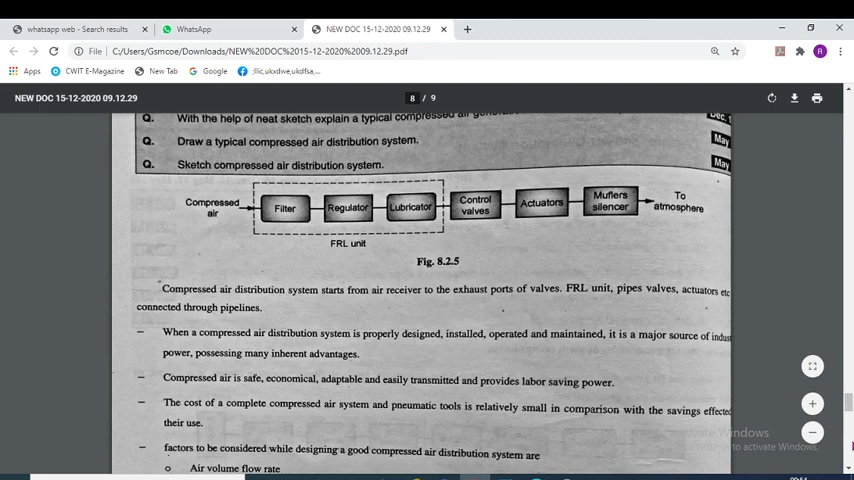 whatsapp web - Search results
WhatsApp
NEW DOC 15-12-2020 09.12.29
File C:/Users/Gsmcoe/Downloads/NEW%20DOC%2015-12-2020%2009.12.29.pdf
R
Apps CWIT E-Magazine New Tab Google ;llic,ukxdwe,ukdfsa,...
NEW DOC 15-12-2020 09.12.29
8 / 9
Q. With the help of neat sketch explain a typical compressed air
Dec. 1
Q. Draw a typical compressed air distribution system.
May
Q. Sketch compressed air distribution system.
May
Compressed air
Filter
Regulator
Lubricator
Control valves
Actuators
Muflers silencer
To atmosphere
FRL unit
Fig. 8.2.5
Compressed air distribution system starts from air receiver to the exhaust ports of valves. FRL unit, pipes valves, actuators etc
connected through pipelines.
– When a compressed air distribution system is properly designed, installed, operated and maintained, it is a major source of indust
power, possessing many inherent advantages.
– Compressed air is safe, economical, adaptable and easily transmitted and provides labor saving power.
– The cost of a complete compressed air system and pneumatic tools is relatively small in comparison with the savings effected
their use.
– factors to be considered while designing a good compressed air distribution system are
o Air volume flow rate
Windows
to activate Windows.